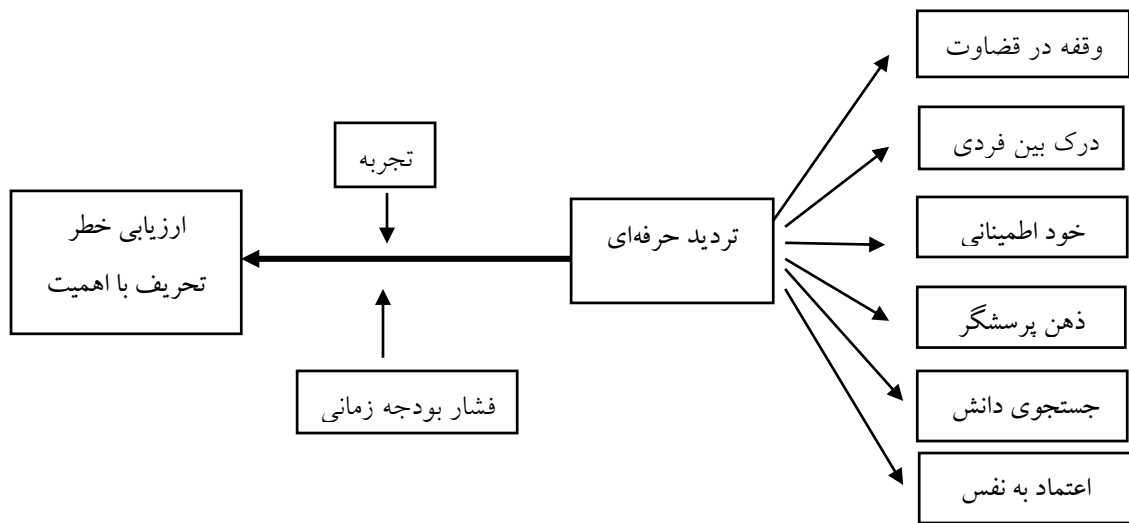 وقفه در قضاوت
درک بین فردی
خود اطمینانی
ذهن پرسشگر
جستجوی دانش
اعتماد به نفس
تردید حرفه‌ای
تجربه
فشار بودجه زمانی
ارزیابی خطر
تحریف با اهمیت